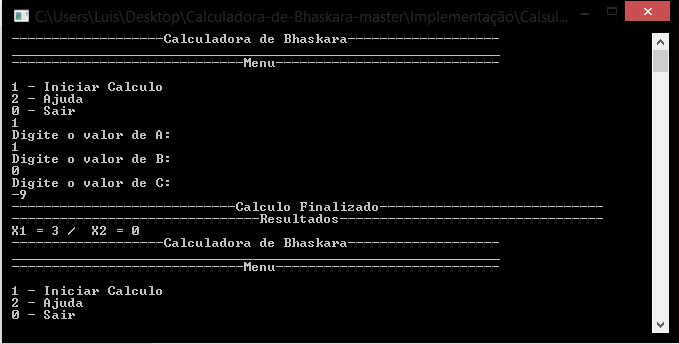 C:\Users\Luis\Desktop\Calculadora-de-Bhaskara-master\Implementação\Calsul...
-------------------Calculadora de Bhaskara-------------------
_____________________________________________________________
-----------------------------Menu----------------------------
1 - Iniciar Calculo
2 - Ajuda
0 - Sair
1
Digite o valor de A:
1
Digite o valor de B:
0
Digite o valor de C:
-9
----------------------------Calculo Finalizado----------------------------
-------------------------------Resultados---------------------------------
X1 = 3 /  X2 = 0
-------------------Calculadora de Bhaskara-------------------
_____________________________________________________________
-----------------------------Menu----------------------------
1 - Iniciar Calculo
2 - Ajuda
0 - Sair